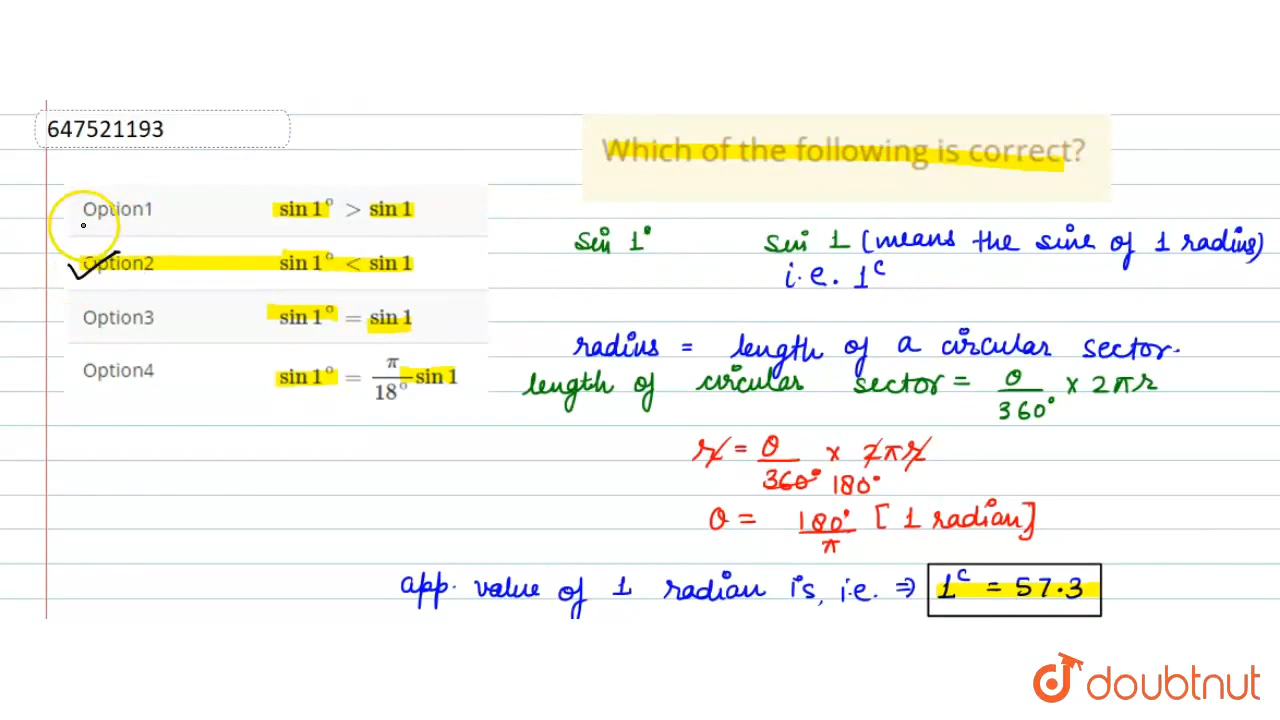 647521193
Which of the following is correct?
Option1 sin 1° > sin 1
Option2 sin 1° < sin 1
Option3 sin 1° = sin 1
Option4 sin 1° = π/18° sin 1
sin 1° sin 1 (means the sine of 1 radius)
i.e. 1ᶜ
radius = length of a circular sector.
length of circular sector = θ/360° × 2πr
r = θ/360° × 2πr
180°
θ = 180°/π [1 radian]
app. value of 1 radian is, i.e. ⇒ 1ᶜ = 57.3
doubtnut